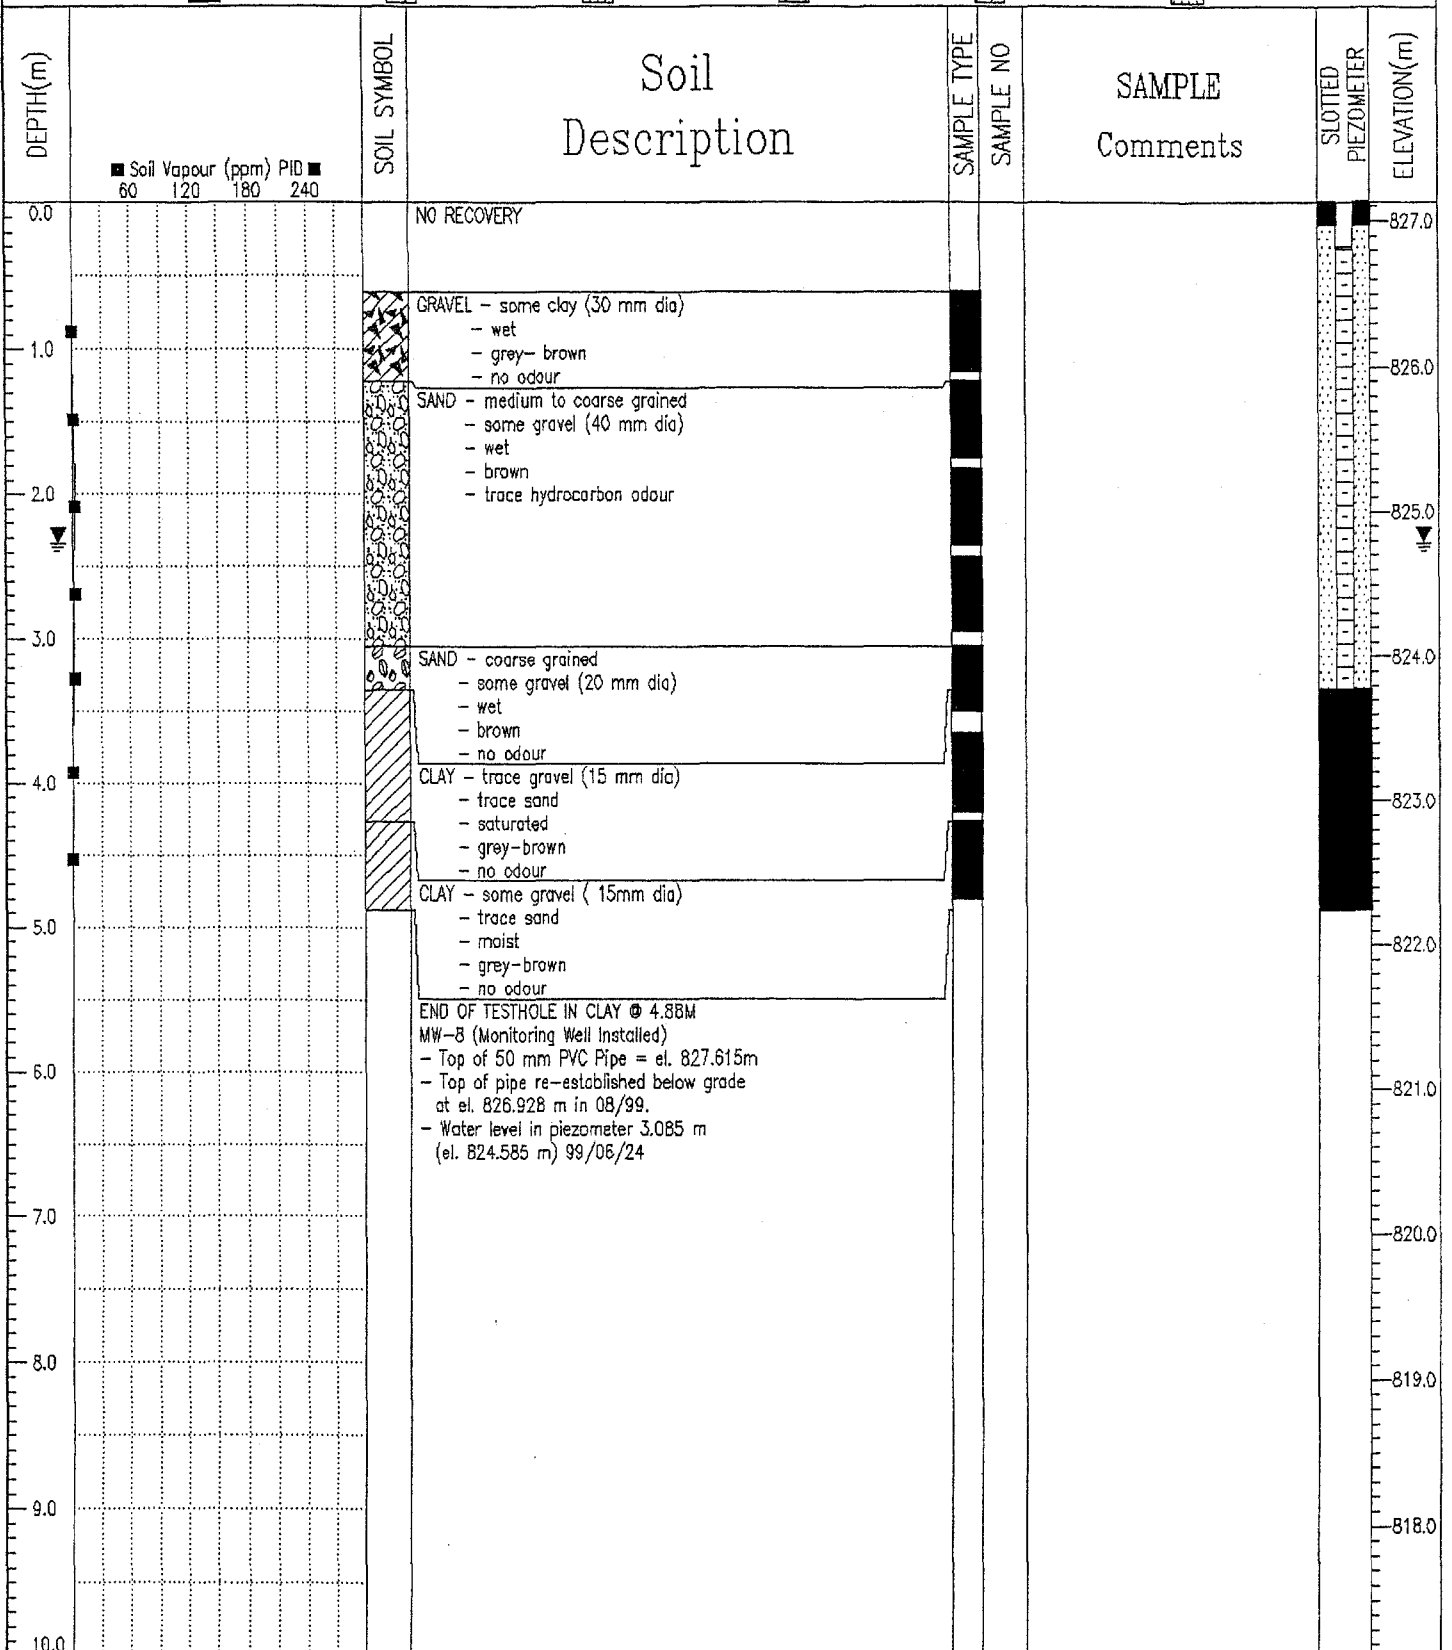 DEPTH(m)
■ Soil Vapour (ppm) PID ■
60 120 180 240
SOIL SYMBOL
Soil
Description
SAMPLE TYPE
SAMPLE NO
SAMPLE
Comments
SLOTTED
PIEZOMETER
ELEVATION(m)
0.0
1.0
2.0
3.0
4.0
5.0
6.0
7.0
8.0
9.0
10.0
NO RECOVERY
GRAVEL - some clay (30 mm dia)
- wet
- grey- brown
- no odour
SAND - medium to coarse grained
- some gravel (40 mm dia)
- wet
- brown
- trace hydrocarbon odour
SAND - coarse grained
- some gravel (20 mm dia)
- wet
- brown
- no odour
CLAY - trace gravel (15 mm dia)
- trace sand
- saturated
- grey-brown
- no odour
CLAY - some gravel ( 15mm dia)
- trace sand
- moist
- grey-brown
- no odour
END OF TESTHOLE IN CLAY @ 4.88M
MW-8 (Monitoring Well Installed)
- Top of 50 mm PVC Pipe = el. 827.615m
- Top of pipe re-established below grade
at el. 826.928 m in 08/99.
- Water level in piezometer 3.085 m
(el. 824.585 m) 99/06/24
827.0
826.0
825.0
824.0
823.0
822.0
821.0
820.0
819.0
818.0